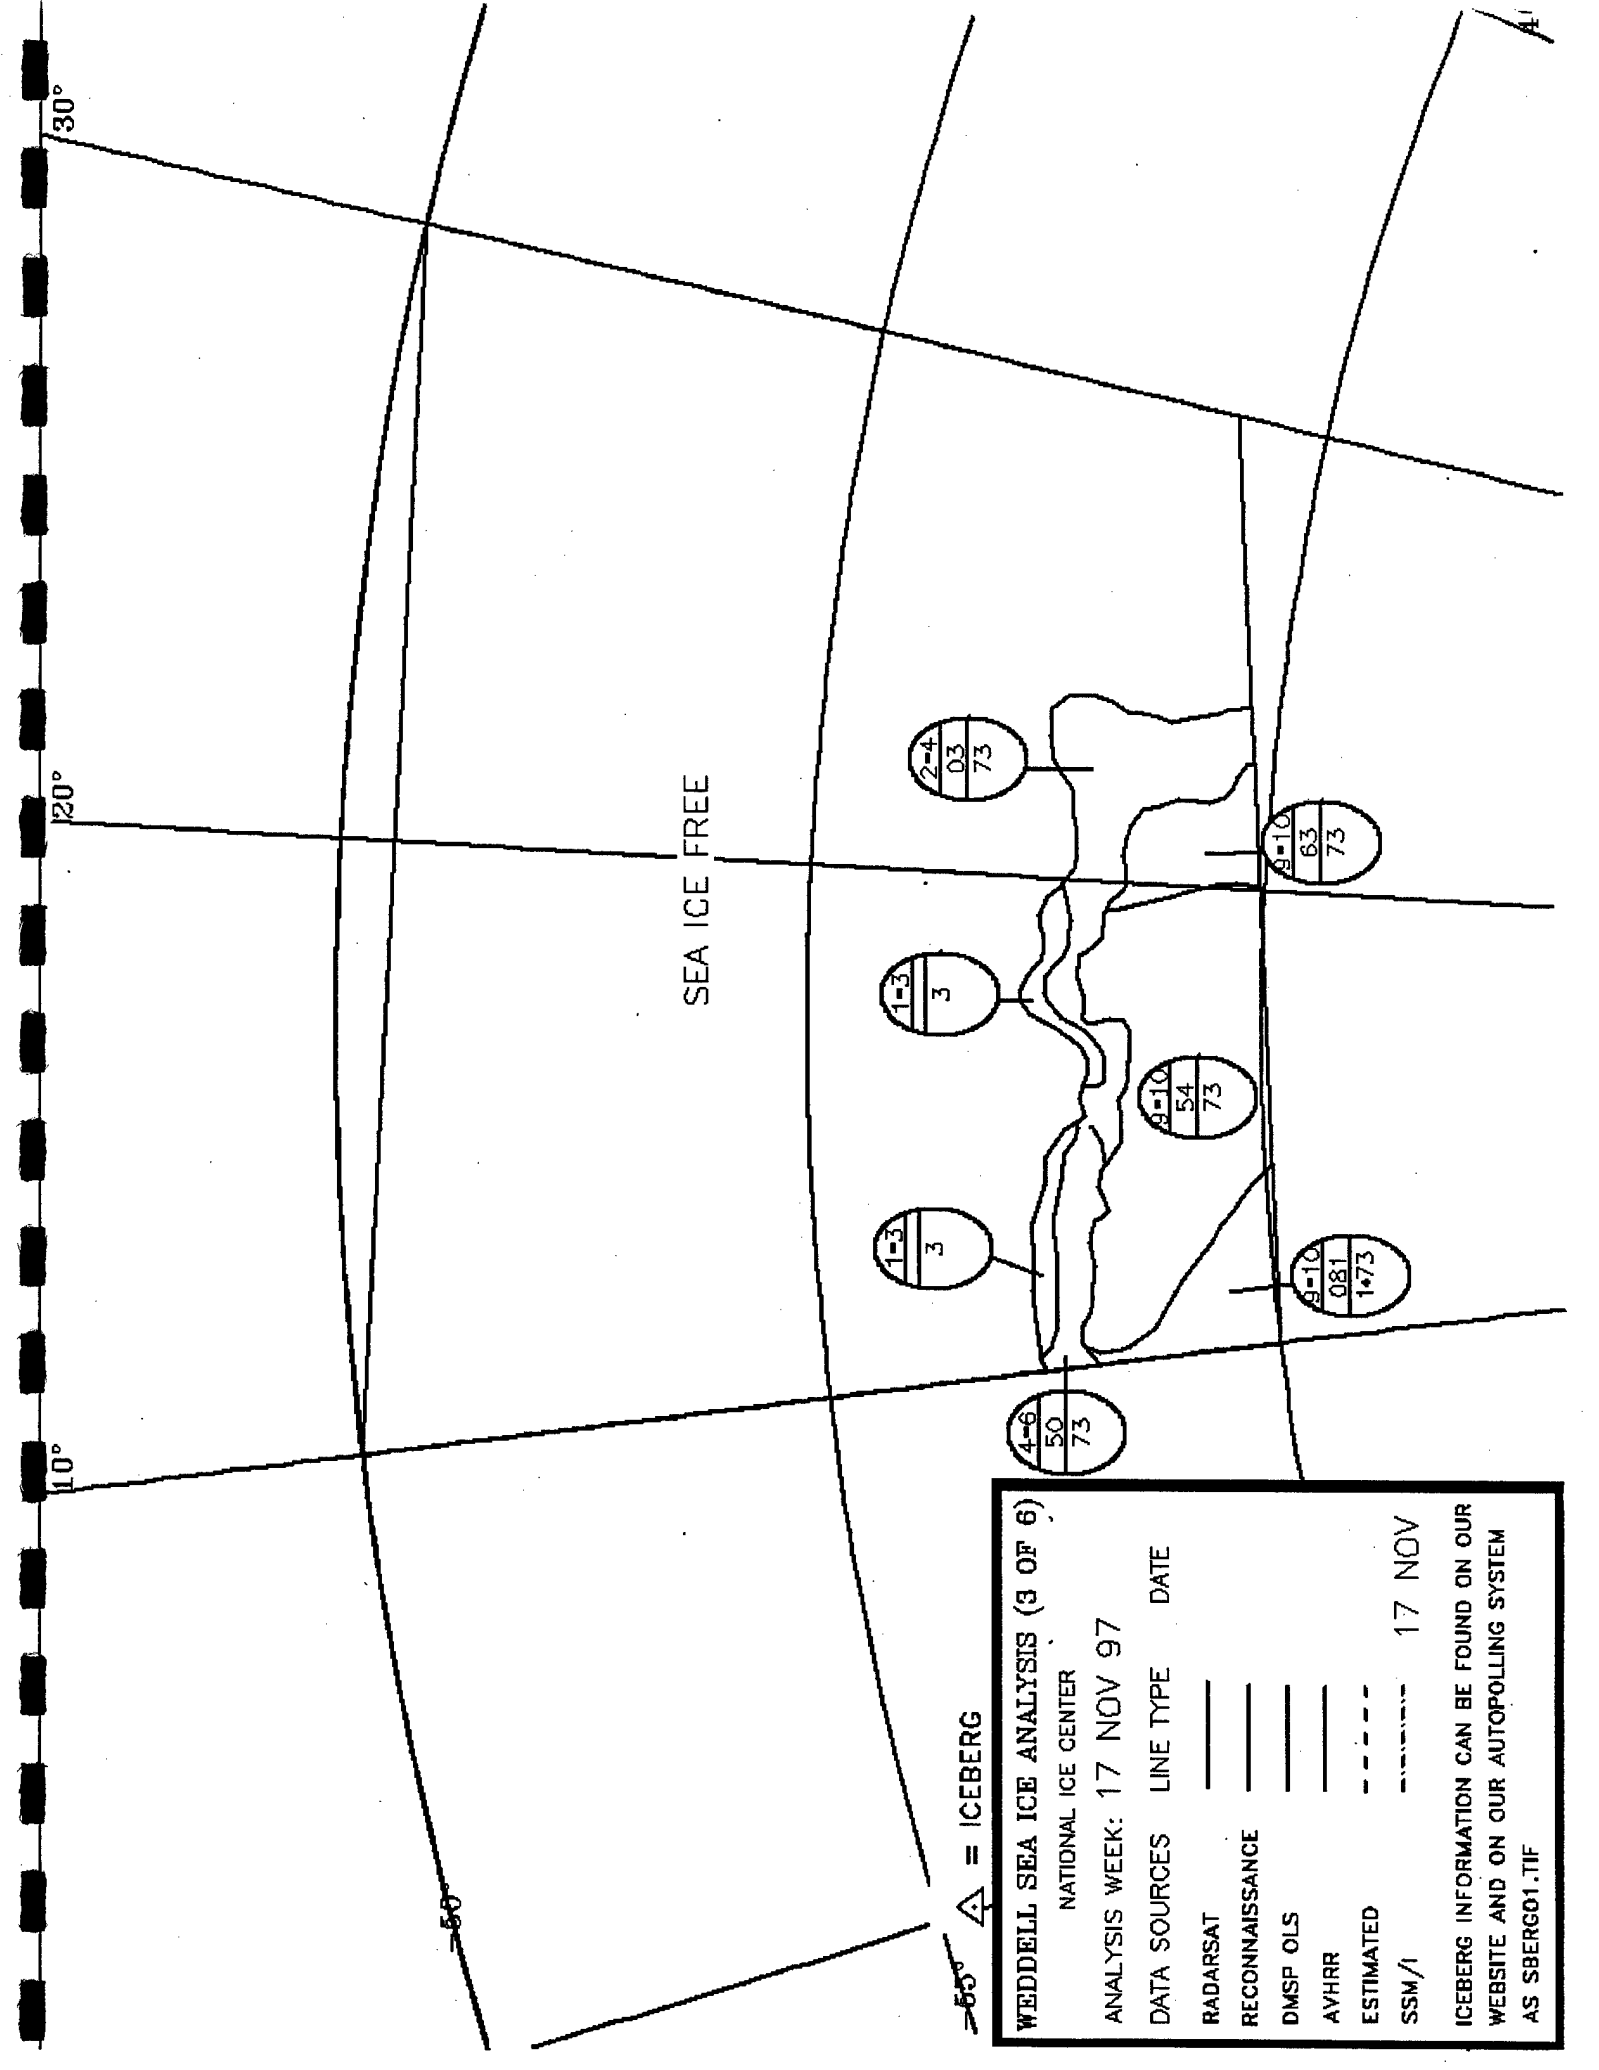 30°
20°
10°
-50°
-55°
SEA ICE FREE
2-4
03
73
1-3
3
1-3
3
9-10
63
73
9-10
54
73
9-10
081
1•73
4-6
50
73
= ICEBERG
WEDDELL SEA ICE ANALYSIS (3 OF 6)
NATIONAL ICE CENTER
ANALYSIS WEEK: 17 NOV 97
DATA SOURCES LINE TYPE DATE
RADARSAT
RECONNAISSANCE
DMSP OLS
AVHRR
ESTIMATED
SSM/I 17 NOV
ICEBERG INFORMATION CAN BE FOUND ON OUR
WEBSITE AND ON OUR AUTOPOLLING SYSTEM
AS SBERG01.TIF